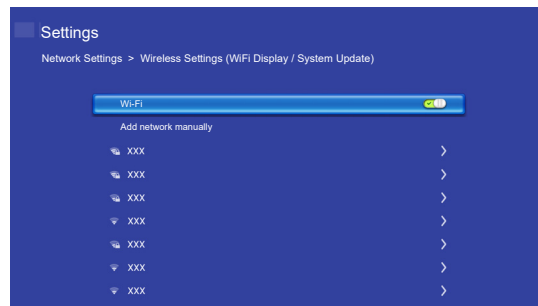 Settings
Network Settings > Wireless Settings (WiFi Display / System Update)
Wi-Fi
Add network manually
XXX
XXX
XXX
XXX
XXX
XXX
XXX